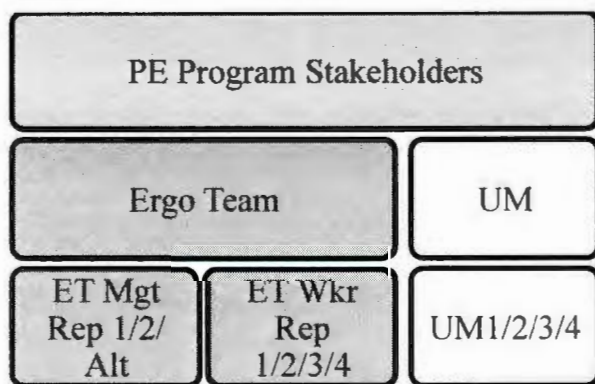 PE Program Stakeholders
Ergo Team
UM
ET Mgt
Rep 1/2/
Alt
ET Wkr
Rep
1/2/3/4
UM1/2/3/4